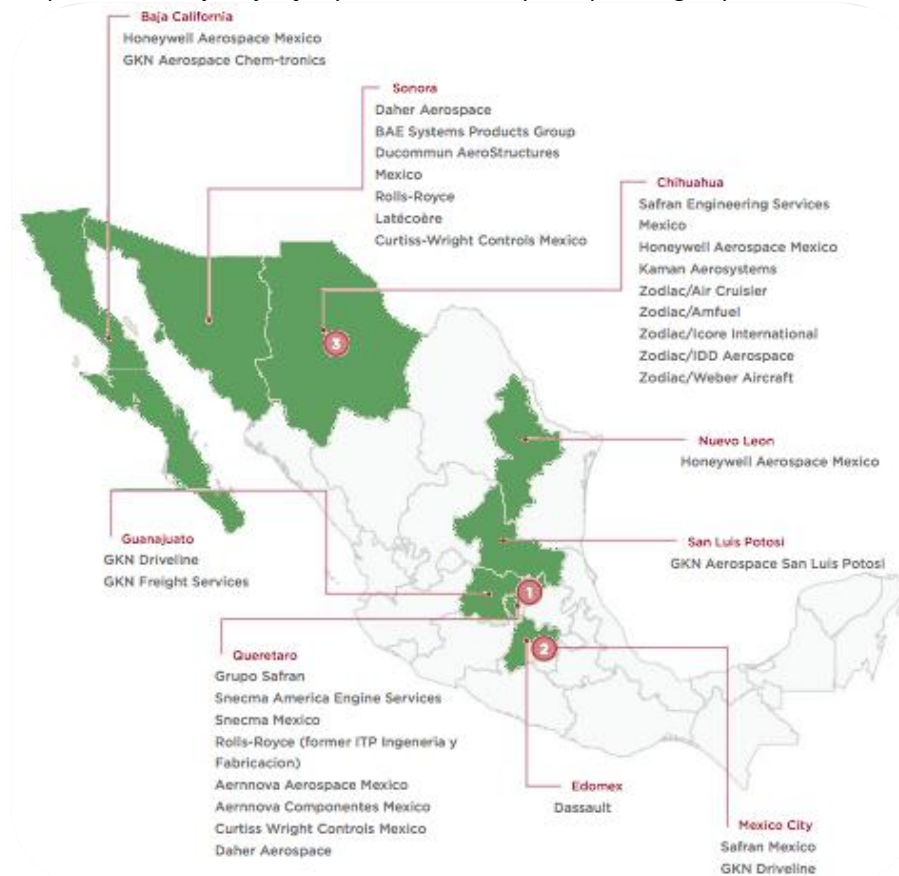 Baja California
Honeywell Aerospace Mexico
GKN Aerospace Chem-tronics
Sonora
Daher Aerospace
BAE Systems Products Group
Ducommun AeroStructures
Mexico
Rolls-Royce
Latécoère
Curtiss-Wright Controls Mexico
Chihuahua
Safran Engineering Services
Mexico
Honeywell Aerospace Mexico
Kaman Aerosystems
Zodiac/Air Cruisier
Zodiac/Amfuel
Zodiac/Icore International
Zodiac/IDD Aerospace
Zodiac/Weber Aircraft
3
Nuevo Leon
Honeywell Aerospace Mexico
San Luis Potosi
GKN Aerospace San Luis Potosi
Guanajuato
GKN Driveline
GKN Freight Services
1
2
Queretaro
Grupo Safran
Snecma America Engine Services
Snecma Mexico
Rolls-Royce (former ITP Ingeneria y
Fabricacion)
Aernnova Aerospace Mexico
Aernnova Componentes Mexico
Curtiss Wright Controls Mexico
Daher Aerospace
Edomex
Dassault
Mexico City
Safran Mexico
GKN Driveline